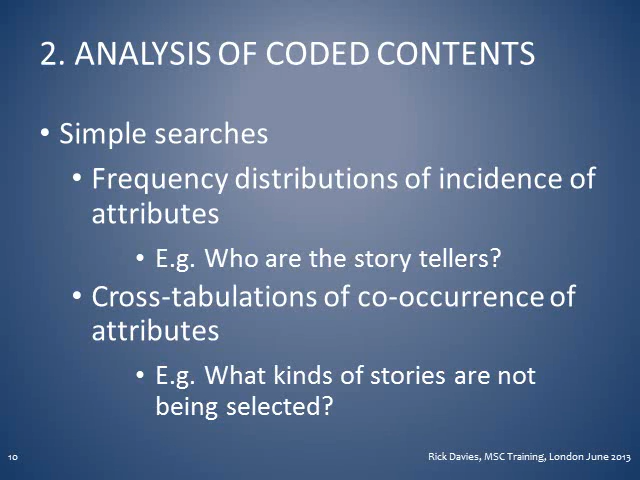 2. ANALYSIS OF CODED CONTENTS
• Simple searches
• Frequency distributions of incidence of
attributes
• E.g. Who are the story tellers?
• Cross-tabulations of co-occurrence of
attributes
• E.g. What kinds of stories are not
being selected?
10
Rick Davies, MSC Training, London June 2013